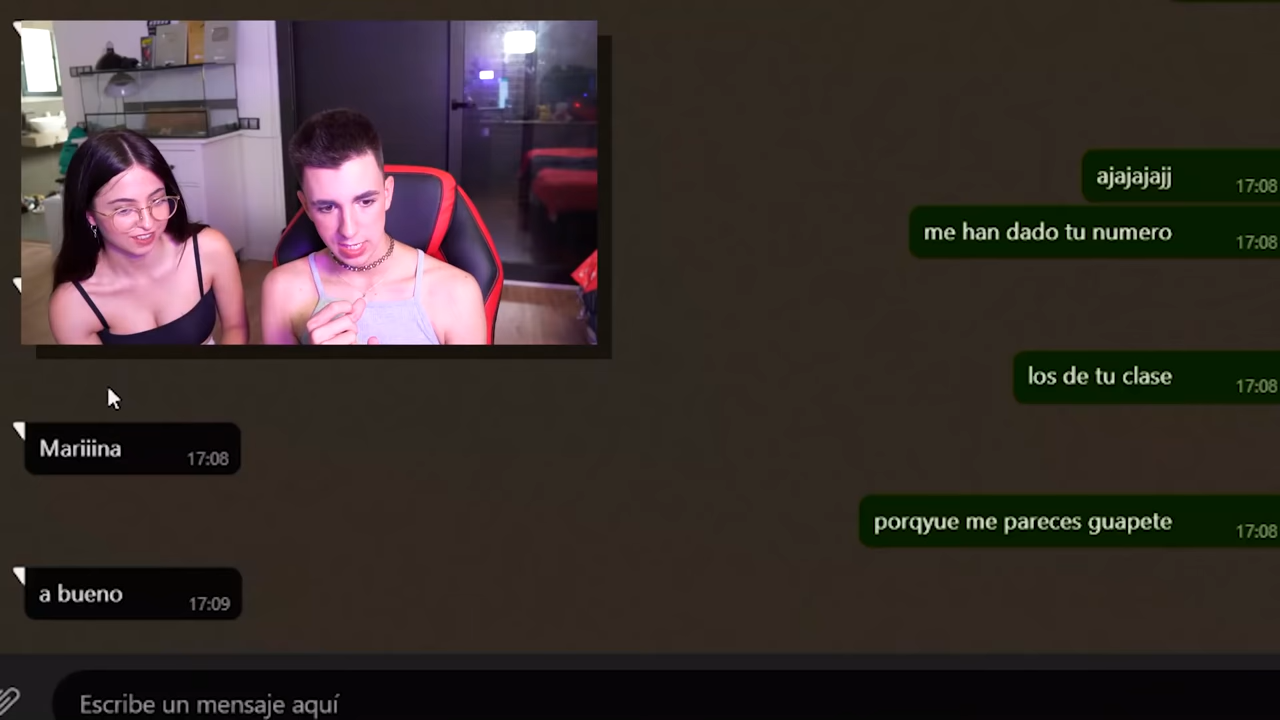 ajajajajj
17:08
me han dado tu numero
17:08
los de tu clase
17:08
Mariiina
17:08
porqyue me pareces guapete
17:08
a bueno
17:09
Escribe un mensaje aquí